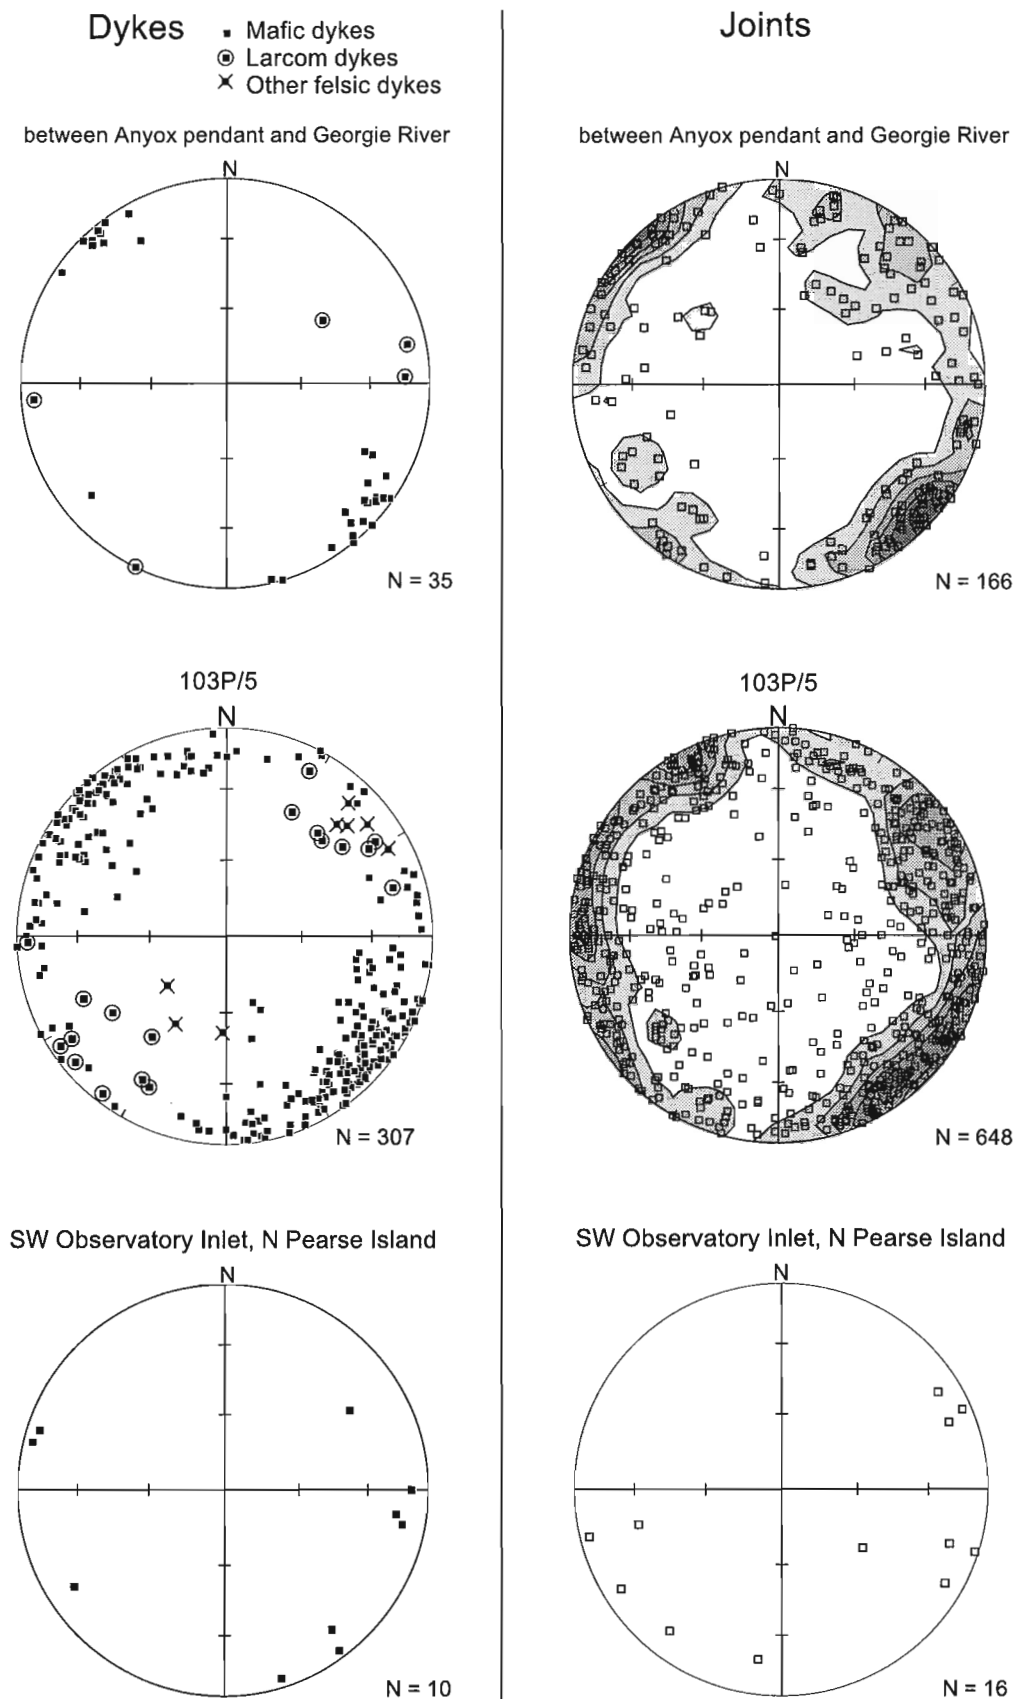 Dykes
Mafic dykes
Larcom dykes
Other felsic dykes
between Anyox pendant and Georgie River
N
N = 35
103P/5
N
N = 307
SW Observatory Inlet, N Pearse Island
N
N = 10
Joints
between Anyox pendant and Georgie River
N
N = 166
103P/5
N
N = 648
SW Observatory Inlet, N Pearse Island
N
N = 16